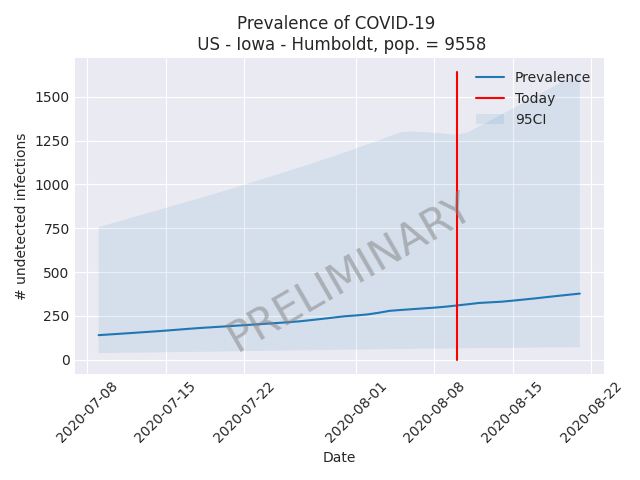 Prevalence of COVID-19
US - Iowa - Humboldt, pop. = 9558
Prevalence
Today
95CI
1500
1250
1000
750
500
250
0
# undetected infections
PRELIMINARY
2020-07-08
2020-07-15
2020-07-22
2020-08-01
2020-08-08
2020-08-15
2020-08-22
Date